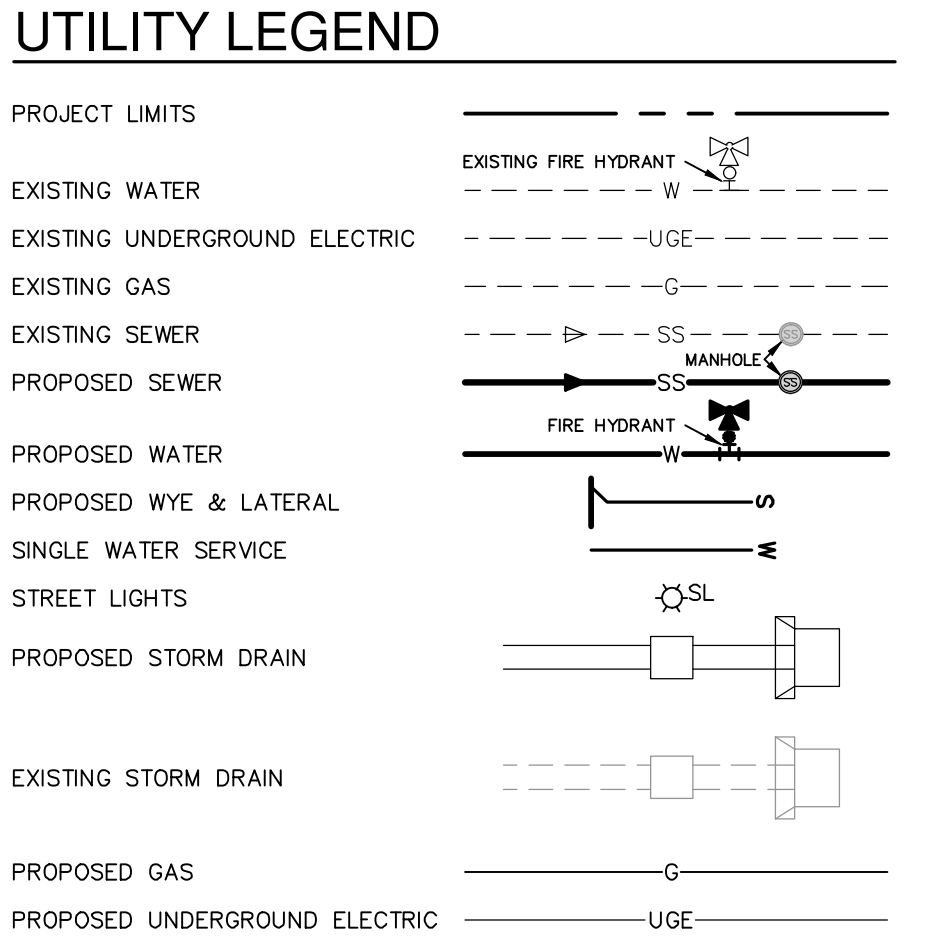 UTILITY LEGEND
PROJECT LIMITS
EXISTING FIRE HYDRANT
EXISTING WATER W
EXISTING UNDERGROUND ELECTRIC UGE
EXISTING GAS G
EXISTING SEWER SS SS
MANHOLE
PROPOSED SEWER SS SS
FIRE HYDRANT
PROPOSED WATER W
PROPOSED WYE & LATERAL S
SINGLE WATER SERVICE W
STREET LIGHTS SL
PROPOSED STORM DRAIN
EXISTING STORM DRAIN
PROPOSED GAS G
PROPOSED UNDERGROUND ELECTRIC UGE